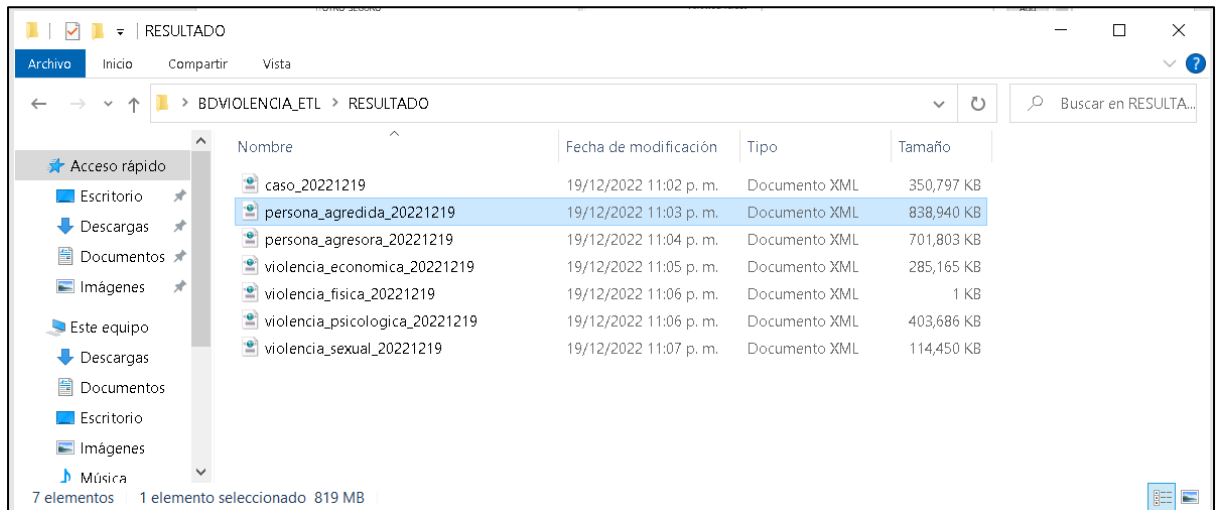 RESULTADO
Archivo Inicio Compartir Vista
BDVIOLENCIA_ETL > RESULTADO Buscar en RESULTA...
Nombre Fecha de modificación Tipo Tamaño
Acceso rápido
Escritorio
Descargas
Documentos
Imágenes
Este equipo
Descargas
Documentos
Escritorio
Imágenes
Música
caso_20221219 19/12/2022 11:02 p. m. Documento XML 350,797 KB
persona_agredida_20221219 19/12/2022 11:03 p. m. Documento XML 838,940 KB
persona_agresora_20221219 19/12/2022 11:04 p. m. Documento XML 701,803 KB
violencia_economica_20221219 19/12/2022 11:05 p. m. Documento XML 285,165 KB
violencia_fisica_20221219 19/12/2022 11:06 p. m. Documento XML 1 KB
violencia_psicologica_20221219 19/12/2022 11:06 p. m. Documento XML 403,686 KB
violencia_sexual_20221219 19/12/2022 11:07 p. m. Documento XML 114,450 KB
7 elementos 1 elemento seleccionado 819 MB